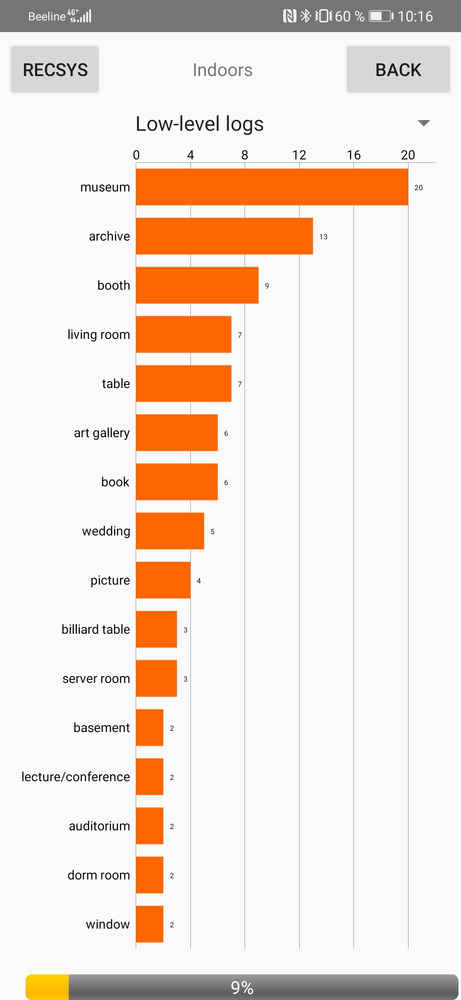 Beeline 4G+ 60 % 10:16
RECSYS Indoors BACK
Low-level logs
0 4 8 12 16 20
museum 20
archive 13
booth 9
living room 7
table 7
art gallery 6
book 6
wedding 5
picture 4
billiard table 3
server room 3
basement 2
lecture/conference 2
auditorium 2
dorm room 2
window 2
9%